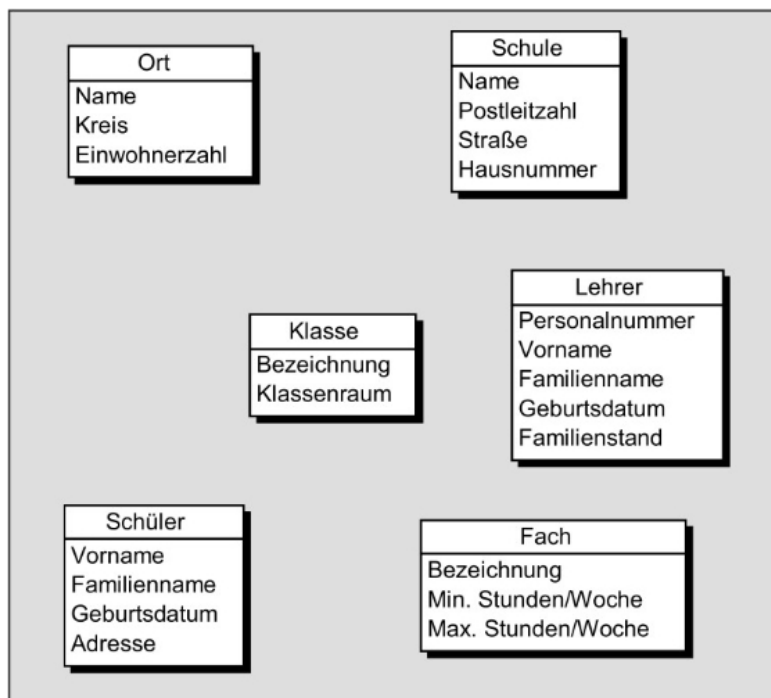 Ort
Name
Kreis
Einwohnerzahl
Schule
Name
Postleitzahl
Straße
Hausnummer
Klasse
Bezeichnung
Klassenraum
Lehrer
Personalnummer
Vorname
Familienname
Geburtsdatum
Familienstand
Schüler
Vorname
Familienname
Geburtsdatum
Adresse
Fach
Bezeichnung
Min. Stunden/Woche
Max. Stunden/Woche